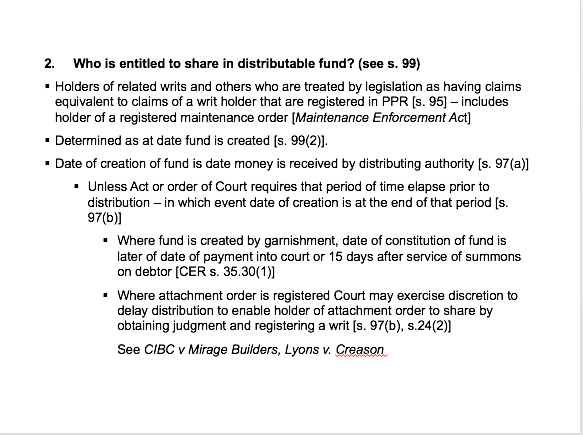 2. Who is entitled to share in distributable fund? (see s. 99)
▪ Holders of related writs and others who are treated by legislation as having claims
equivalent to claims of a writ holder that are registered in PPR [s. 95] – includes
holder of a registered maintenance order [Maintenance Enforcement Act]
▪ Determined as at date fund is created [s. 99(2)].
▪ Date of creation of fund is date money is received by distributing authority [s. 97(a)]
▪ Unless Act or order of Court requires that period of time elapse prior to
distribution – in which event date of creation is at the end of that period [s.
97(b)]
▪ Where fund is created by garnishment, date of constitution of fund is
later of date of payment into court or 15 days after service of summons
on debtor [CER s. 35.30(1)]
▪ Where attachment order is registered Court may exercise discretion to
delay distribution to enable holder of attachment order to share by
obtaining judgment and registering a writ [s. 97(b), s.24(2)]
See CIBC v Mirage Builders, Lyons v. Creason